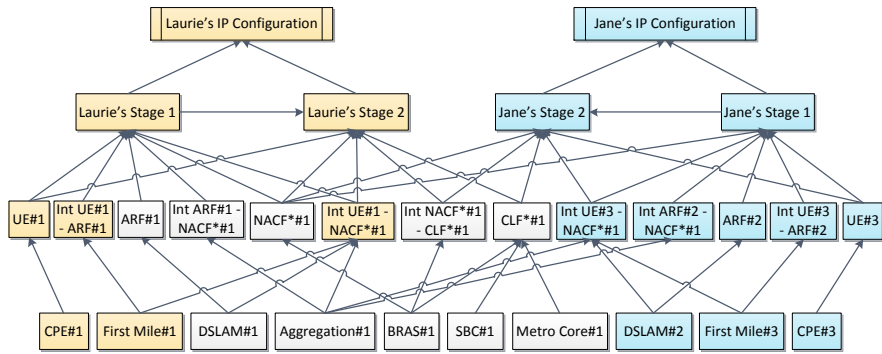 Laurie's IP Configuration
Jane's IP Configuration
Laurie's Stage 1
Laurie's Stage 2
Jane's Stage 2
Jane's Stage 1
UE#1
Int UE#1
- ARF#1
ARF#1
Int ARF#1 -
NACF*#1
NACF*#1
Int UE#1 -
NACF*#1
Int NACF*#1
- CLF*#1
CLF*#1
Int UE#3 -
NACF*#1
Int ARF#2 -
NACF*#1
ARF#2
Int UE#3
- ARF#2
UE#3
CPE#1
First Mile#1
DSLAM#1
Aggregation#1
BRAS#1
SBC#1
Metro Core#1
DSLAM#2
First Mile#3
CPE#3